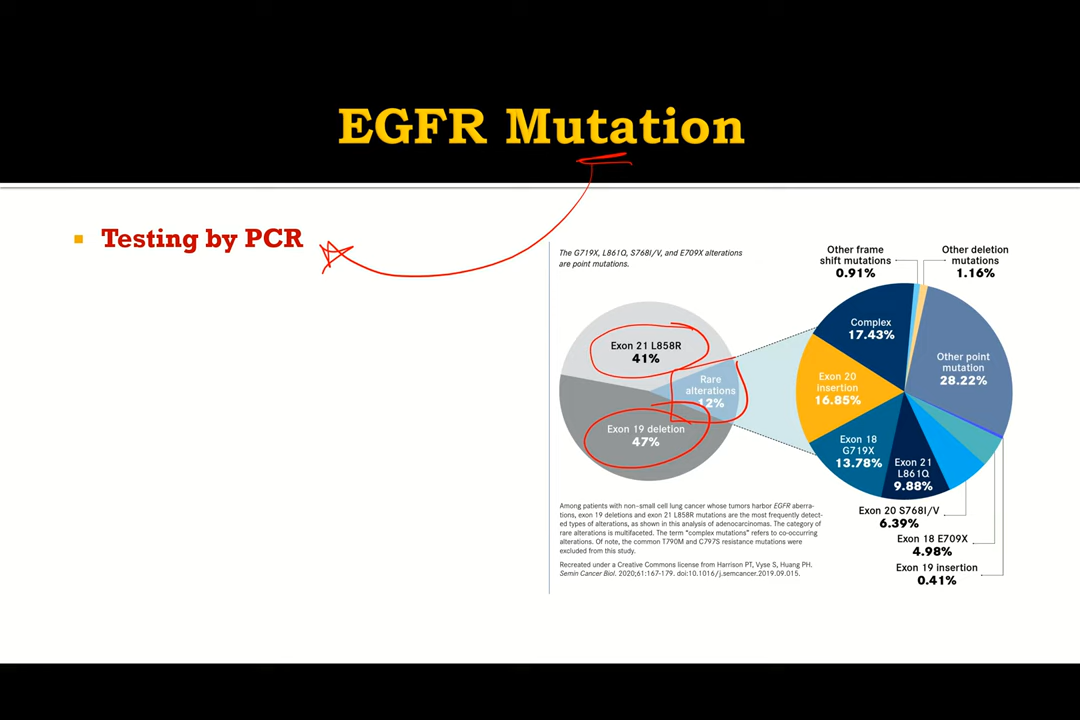 EGFR Mutation
▪ Testing by PCR
The G719X, L861Q, S768I/V, and E709X alterations
are point mutations.
Exon 21 L858R
41%
Rare
alterations
12%
Exon 19 deletion
47%
Other frame
shift mutations
0.91%
Other deletion
mutations
1.16%
Complex
17.43%
Other point
mutation
28.22%
Exon 20
insertion
16.85%
Exon 18
G719X
13.78%
Exon 21
L861Q
9.88%
Exon 20 S768I/V
6.39%
Exon 18 E709X
4.98%
Exon 19 insertion
0.41%
Among patients with non–small cell lung cancer whose tumors harbor EGFR aberra-
tions, exon 19 deletions and exon 21 L858R mutations are the most frequently detect-
ed types of alterations, as shown in this analysis of adenocarcinomas. The category of
rare alterations is multifaceted. The term “complex mutations” refers to co-occurring
alterations. Of note, the common T790M and C797S resistance mutations were
excluded from this study.
Recreated under a Creative Commons license from Harrison PT, Vyse S, Huang PH.
Semin Cancer Biol. 2020;61:167-179. doi:10.1016/j.semcancer.2019.09.015.